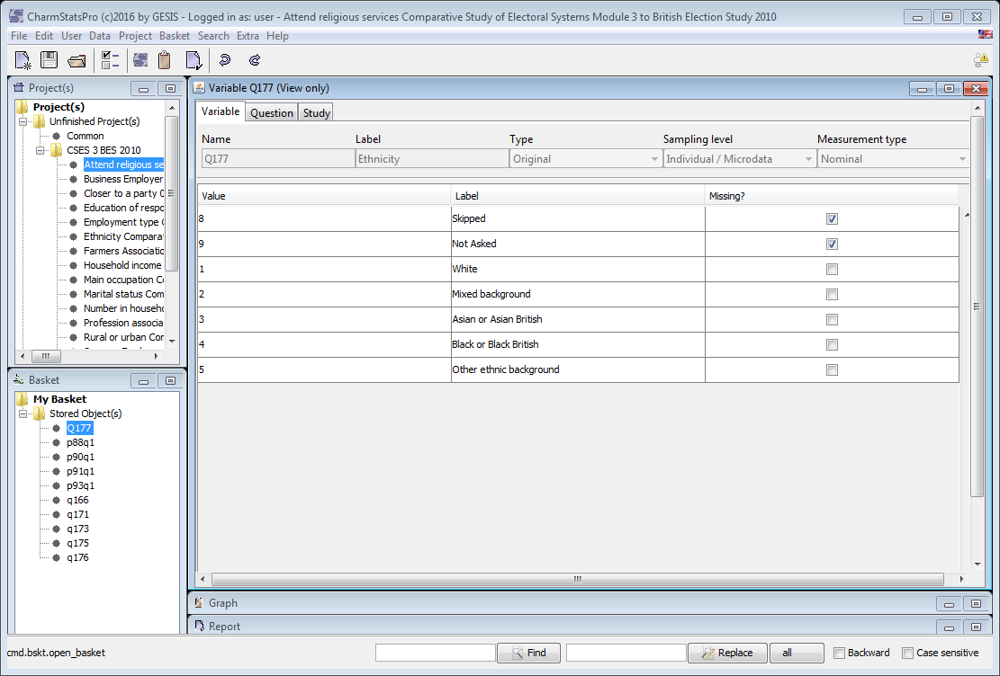 CharmStatsPro (c)2016 by GESIS - Logged in as: user - Attend religious services Comparative Study of Electoral Systems Module 3 to British Election Study 2010
File Edit User Data Project Basket Search Extra Help
Project(s)
Project(s)
Unfinished Project(s)
Common
CSES 3 BES 2010
Attend religious se
Business Employer
Closer to a party
Education of respo
Employment type
Ethnicity Compara
Farmers Associatio
Household income
Main occupation Co
Marital status Com
Number in househo
Profession associa
Rural or urban Con
Basket
My Basket
Stored Object(s)
Q177
p88q1
p90q1
p91q1
p93q1
q166
q171
q173
q175
q176
Variable Q177 (View only)
Variable Question Study
Name Label Type Sampling level Measurement type
Q177 Ethnicity Original Individual / Microdata Nominal
Value Label Missing?
8 Skipped
9 Not Asked
1 White
2 Mixed background
3 Asian or Asian British
4 Black or Black British
5 Other ethnic background
Graph
Report
cmd.bskt.open_basket Find Replace all Backward Case sensitive